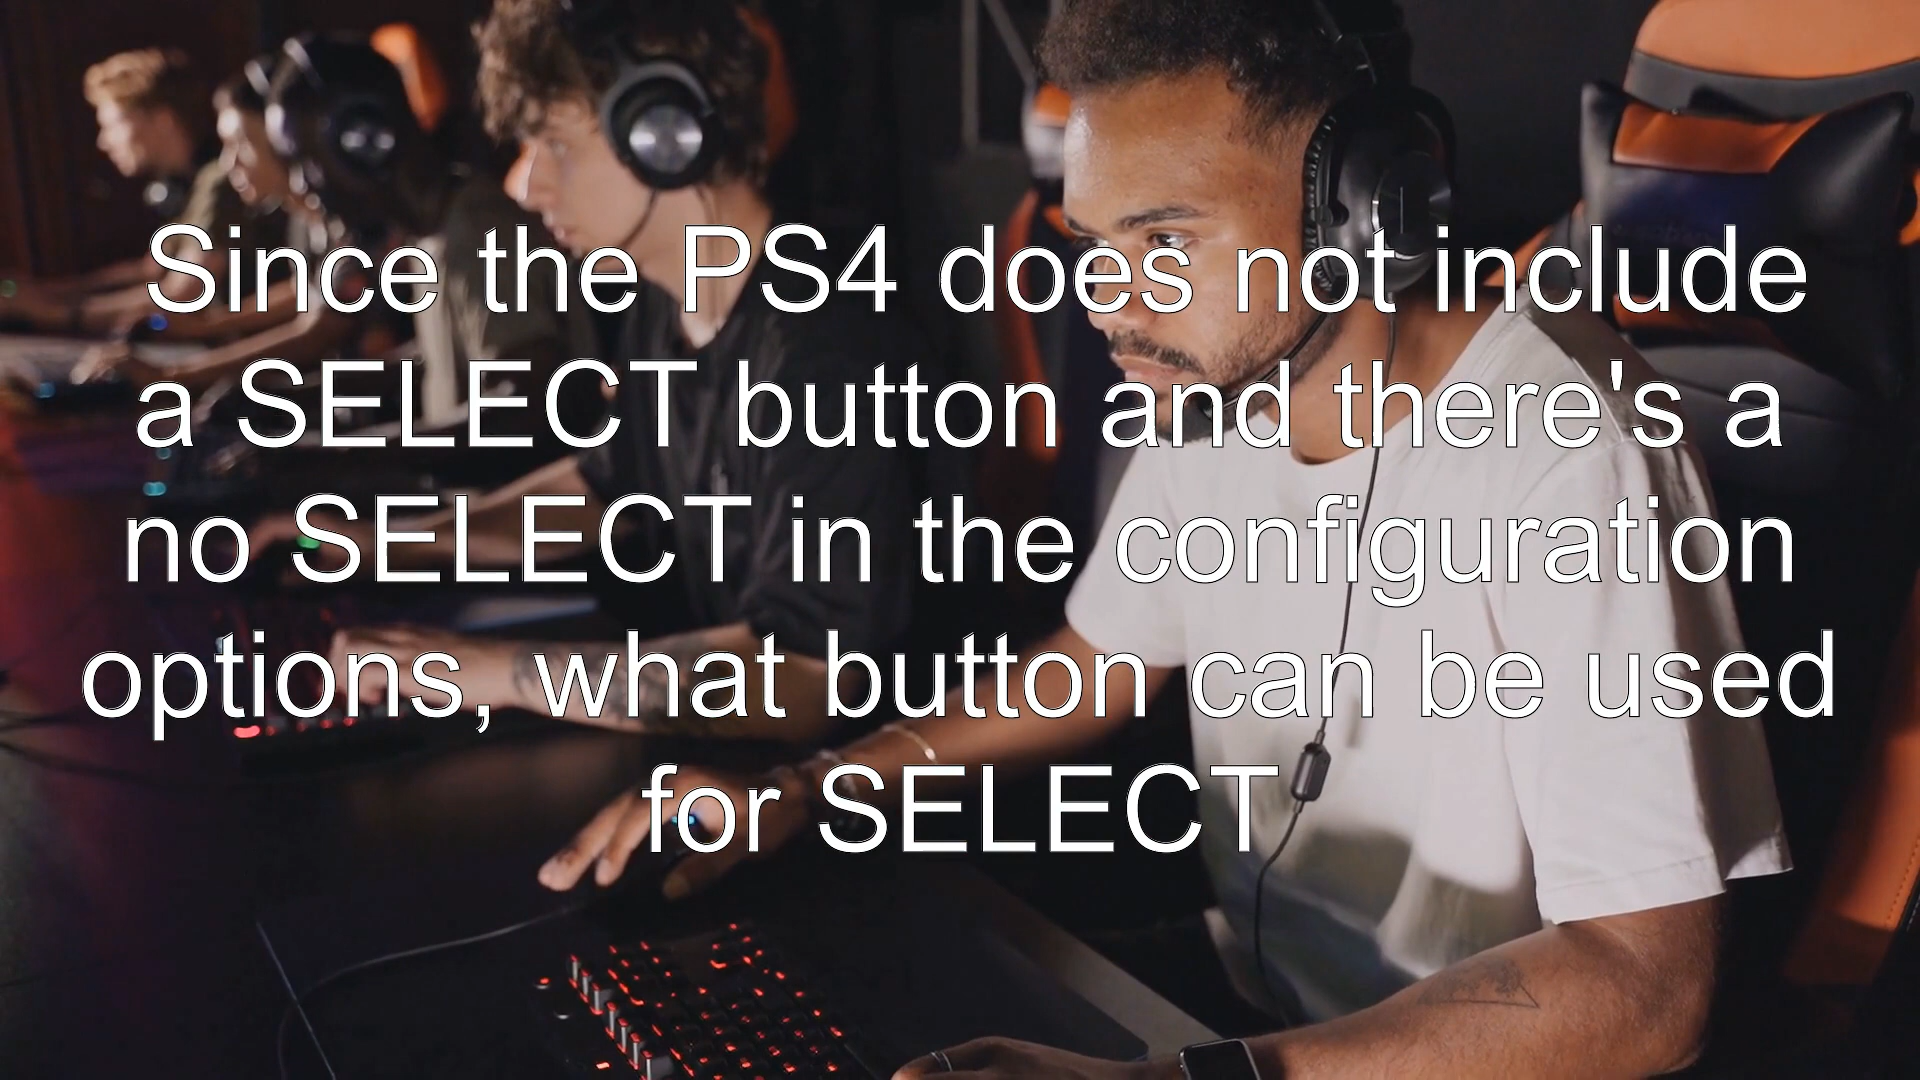 Since the PS4 does not include
a SELECT button and there's a
no SELECT in the configuration
options, what button can be used
for SELECT